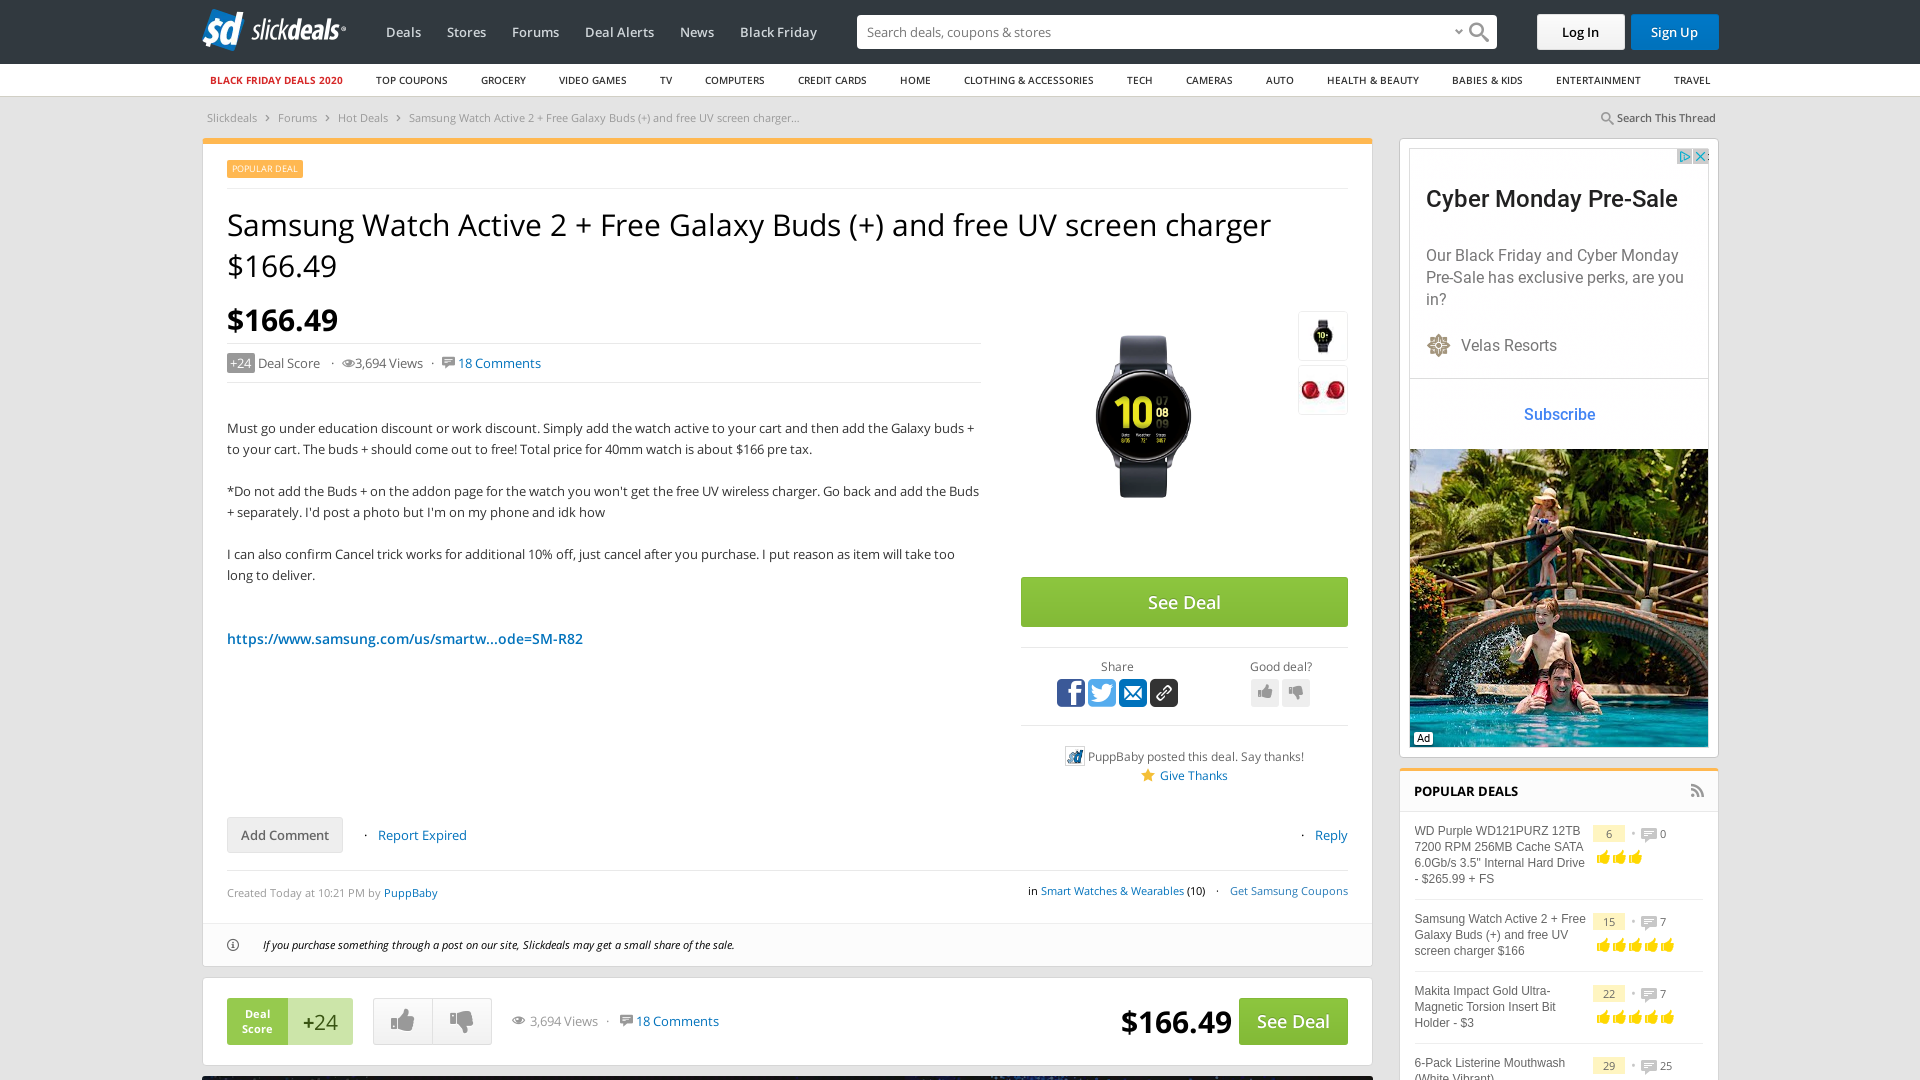 slickdeals
Deals
Stores
Forums
Deal Alerts
News
Black Friday
Search deals, coupons & shopping
Log In
Sign Up
BLACK FRIDAY DEALS 2020
TOP COUPONS
GROCERY
VIDEO GAMES
TV
COMPUTERS
CREDIT CARDS
HOME
CLOTHING & ACCESSORIES
TECH
CAMERAS
AUTO
HEALTH & BEAUTY
BABIES & KIDS
ENTERTAINMENT
TRAVEL
Slickdeals › Forums › Hot Deals › Samsung Watch Active 2 + Free Galaxy Buds (+) and free UV screen charger...
Search This Thread
POPULAR DEAL
Samsung Watch Active 2 + Free Galaxy Buds (+) and free UV screen charger
$166.49
$166.49
+24 Deal Score · 3,694 Views · 18 Comments
Must go under education discount or work discount. Simply add the watch active to your cart and then add the Galaxy buds +
to your cart. The buds + should come out to free! Total price for 40mm watch is about $166 pre tax.
*Do not add the Buds + on the addon page for the watch you won't get the free UV wireless charger. Go back and add the Buds
+ separately. I'd post a photo but I'm on my phone and idk how
I can also confirm Cancel trick works for additional 10% off, just cancel after you purchase. I put reason as item will take too
long to deliver.
https://www.samsung.com/us/smartw...ode=SM-R82
See Deal
Share
Good deal?
PuppBaby posted this deal. Say thanks!
Give Thanks
Add Comment · Report Expired
· Reply
Created Today at 10:21 PM by PuppBaby
in Smart Watches & Wearables (10) · Get Samsung Coupons
If you purchase something through a post on our site, Slickdeals may get a small share of the sale.
Deal
Score
+24
3,694 Views · 18 Comments
$166.49
See Deal
Cyber Monday Pre-Sale
Our Black Friday and Cyber Monday
Pre-Sale has exclusive perks, are you
in?
Velas Resorts
Subscribe
Ad
POPULAR DEALS
WD Purple WD121PURZ 12TB
7200 RPM 256MB Cache SATA
6.0Gb/s 3.5" Internal Hard Drive
- $265.99 + FS
6 • 0
Samsung Watch Active 2 + Free
Galaxy Buds (+) and free UV
screen charger $166
15 • 7
Makita Impact Gold Ultra-
Magnetic Torsion Insert Bit
Holder - $3
22 • 7
6-Pack Listerine Mouthwash
(White Vibrant)
29 • 25